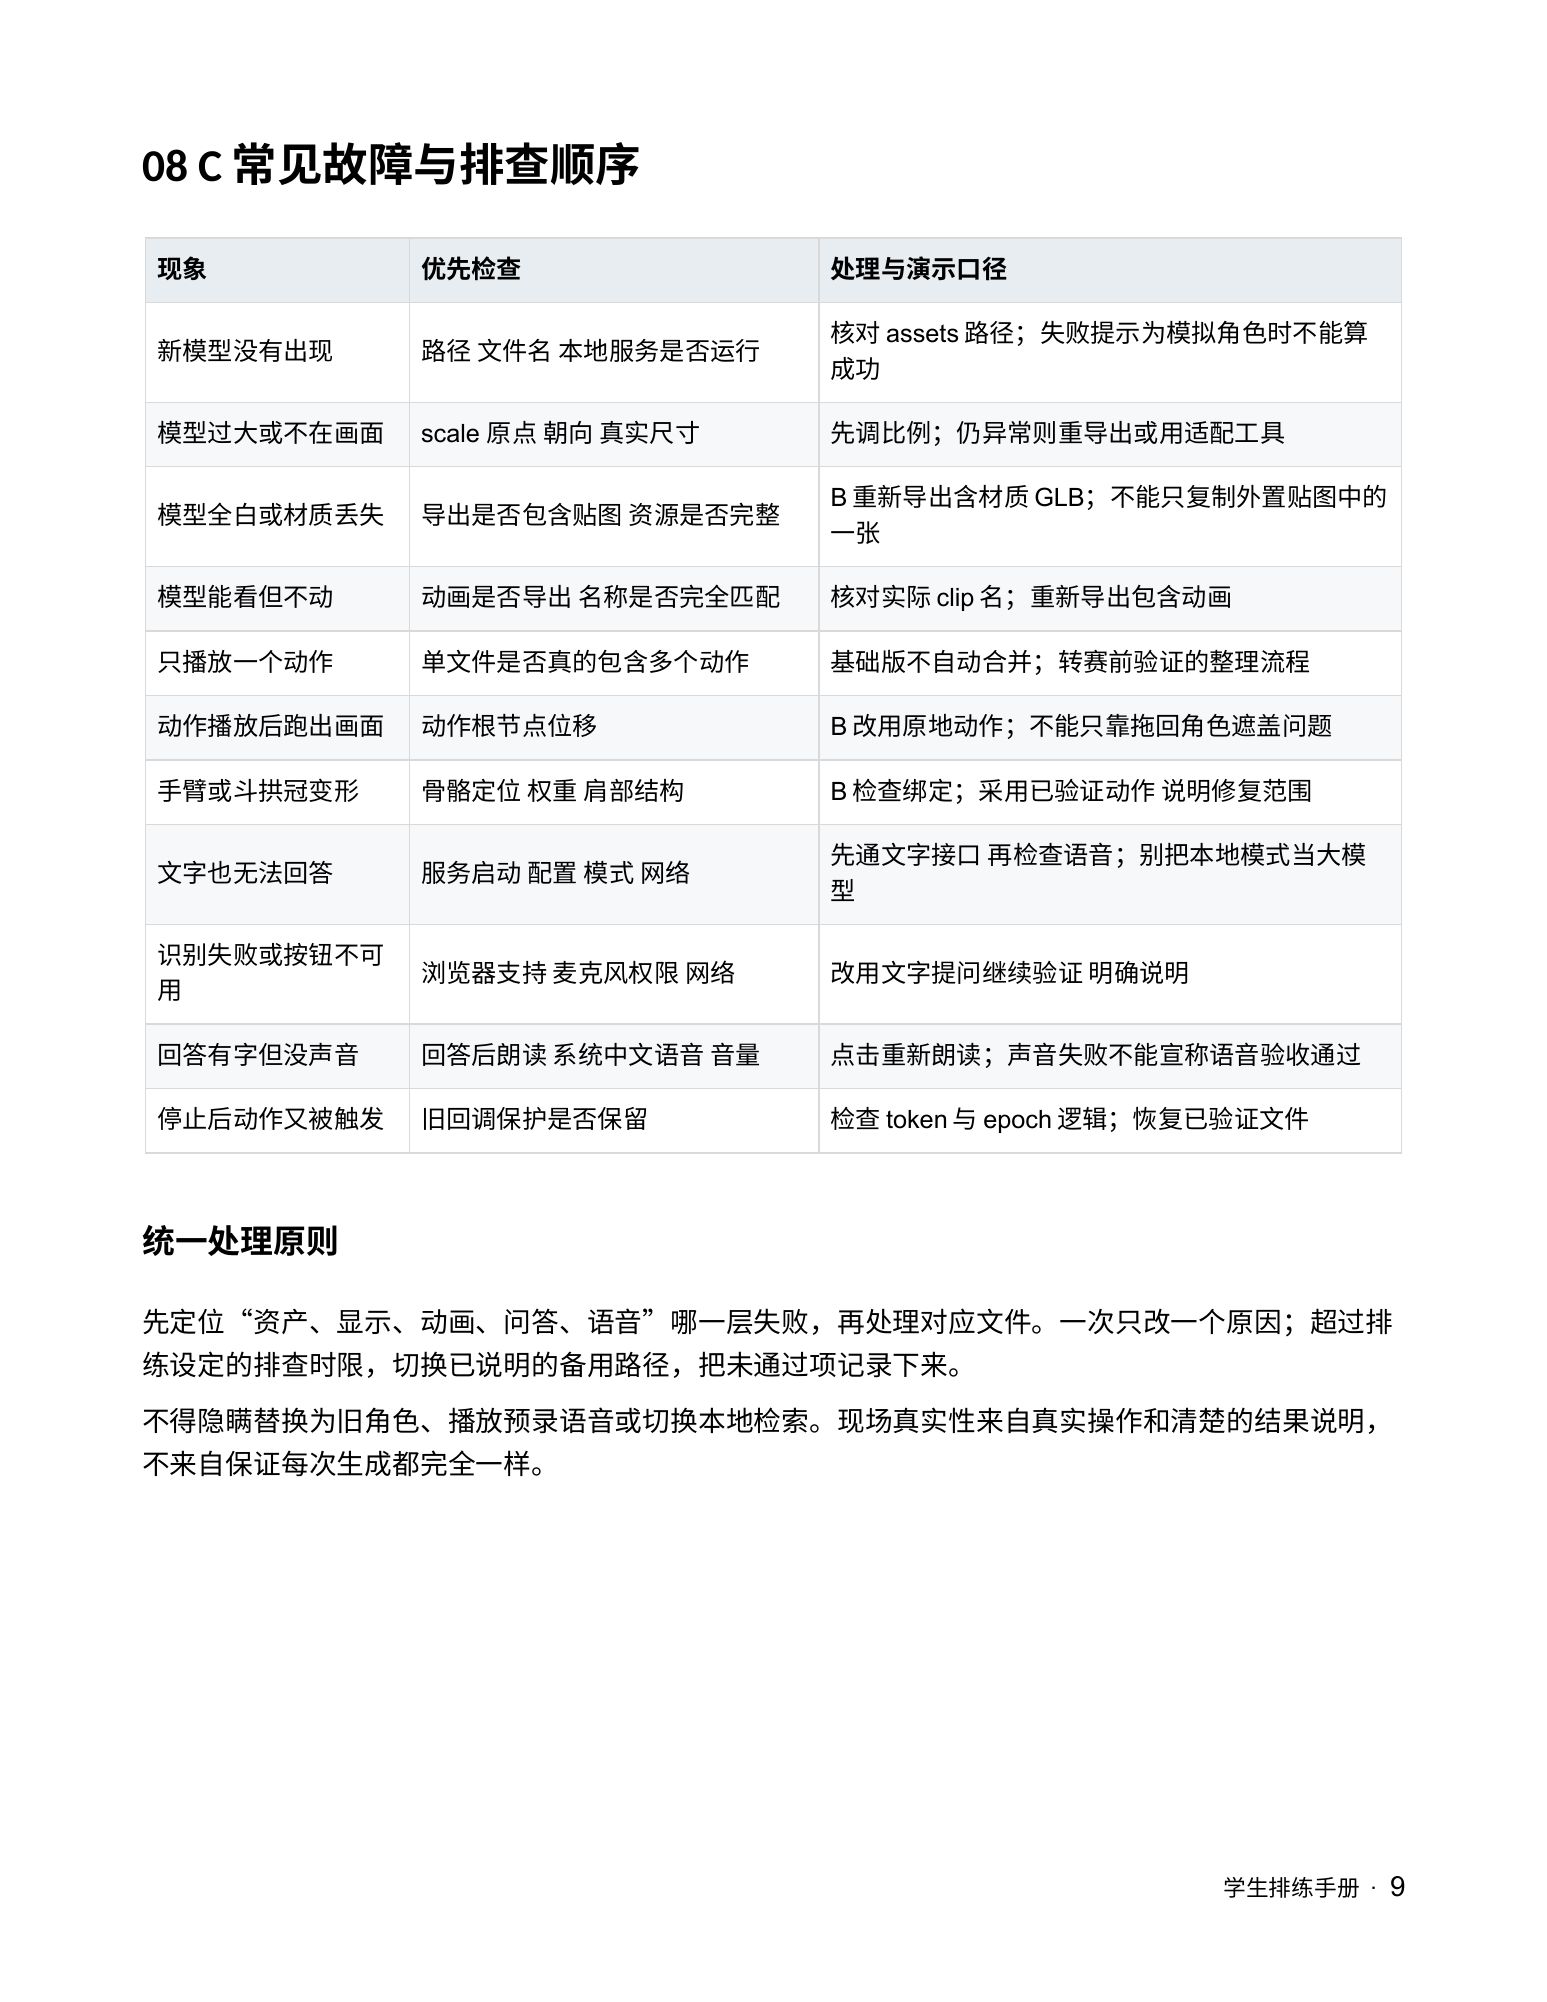 08 C 常见故障与排查顺序
现象 优先检查 处理与演示口径
新模型没有出现 路径 文件名 本地服务是否运行 核对 assets 路径；失败提示为模拟角色时不能算
成功
模型过大或不在画面 scale 原点 朝向 真实尺寸 先调比例；仍异常则重导出或用适配工具
模型全白或材质丢失 导出是否包含贴图 资源是否完整 B 重新导出含材质 GLB；不能只复制外置贴图中的
一张
模型能看但不动 动画是否导出 名称是否完全匹配 核对实际 clip 名；重新导出包含动画
只播放一个动作 单文件是否真的包含多个动作 基础版不自动合并；转赛前验证的整理流程
动作播放后跑出画面 动作根节点位移 B 改用原地动作；不能只靠拖回角色遮盖问题
手臂或斗拱冠变形 骨骼定位 权重 肩部结构 B 检查绑定；采用已验证动作 说明修复范围
文字也无法回答 服务启动 配置 模式 网络 先通文字接口 再检查语音；别把本地模式当大模
型
识别失败或按钮不可
用 浏览器支持 麦克风权限 网络 改用文字提问继续验证 明确说明
回答有字但没声音 回答后朗读 系统中文语音 音量 点击重新朗读；声音失败不能宣称语音验收通过
停止后动作又被触发 旧回调保护是否保留 检查 token 与 epoch 逻辑；恢复已验证文件
统一处理原则
先定位“资产、显示、动画、问答、语音”哪一层失败，再处理对应文件。一次只改一个原因；超过排
练设定的排查时限，切换已说明的备用路径，把未通过项记录下来。
不得隐瞒替换为旧角色、播放预录语音或切换本地检索。现场真实性来自真实操作和清楚的结果说明，
不来自保证每次生成都完全一样。
学生排练手册 · 9